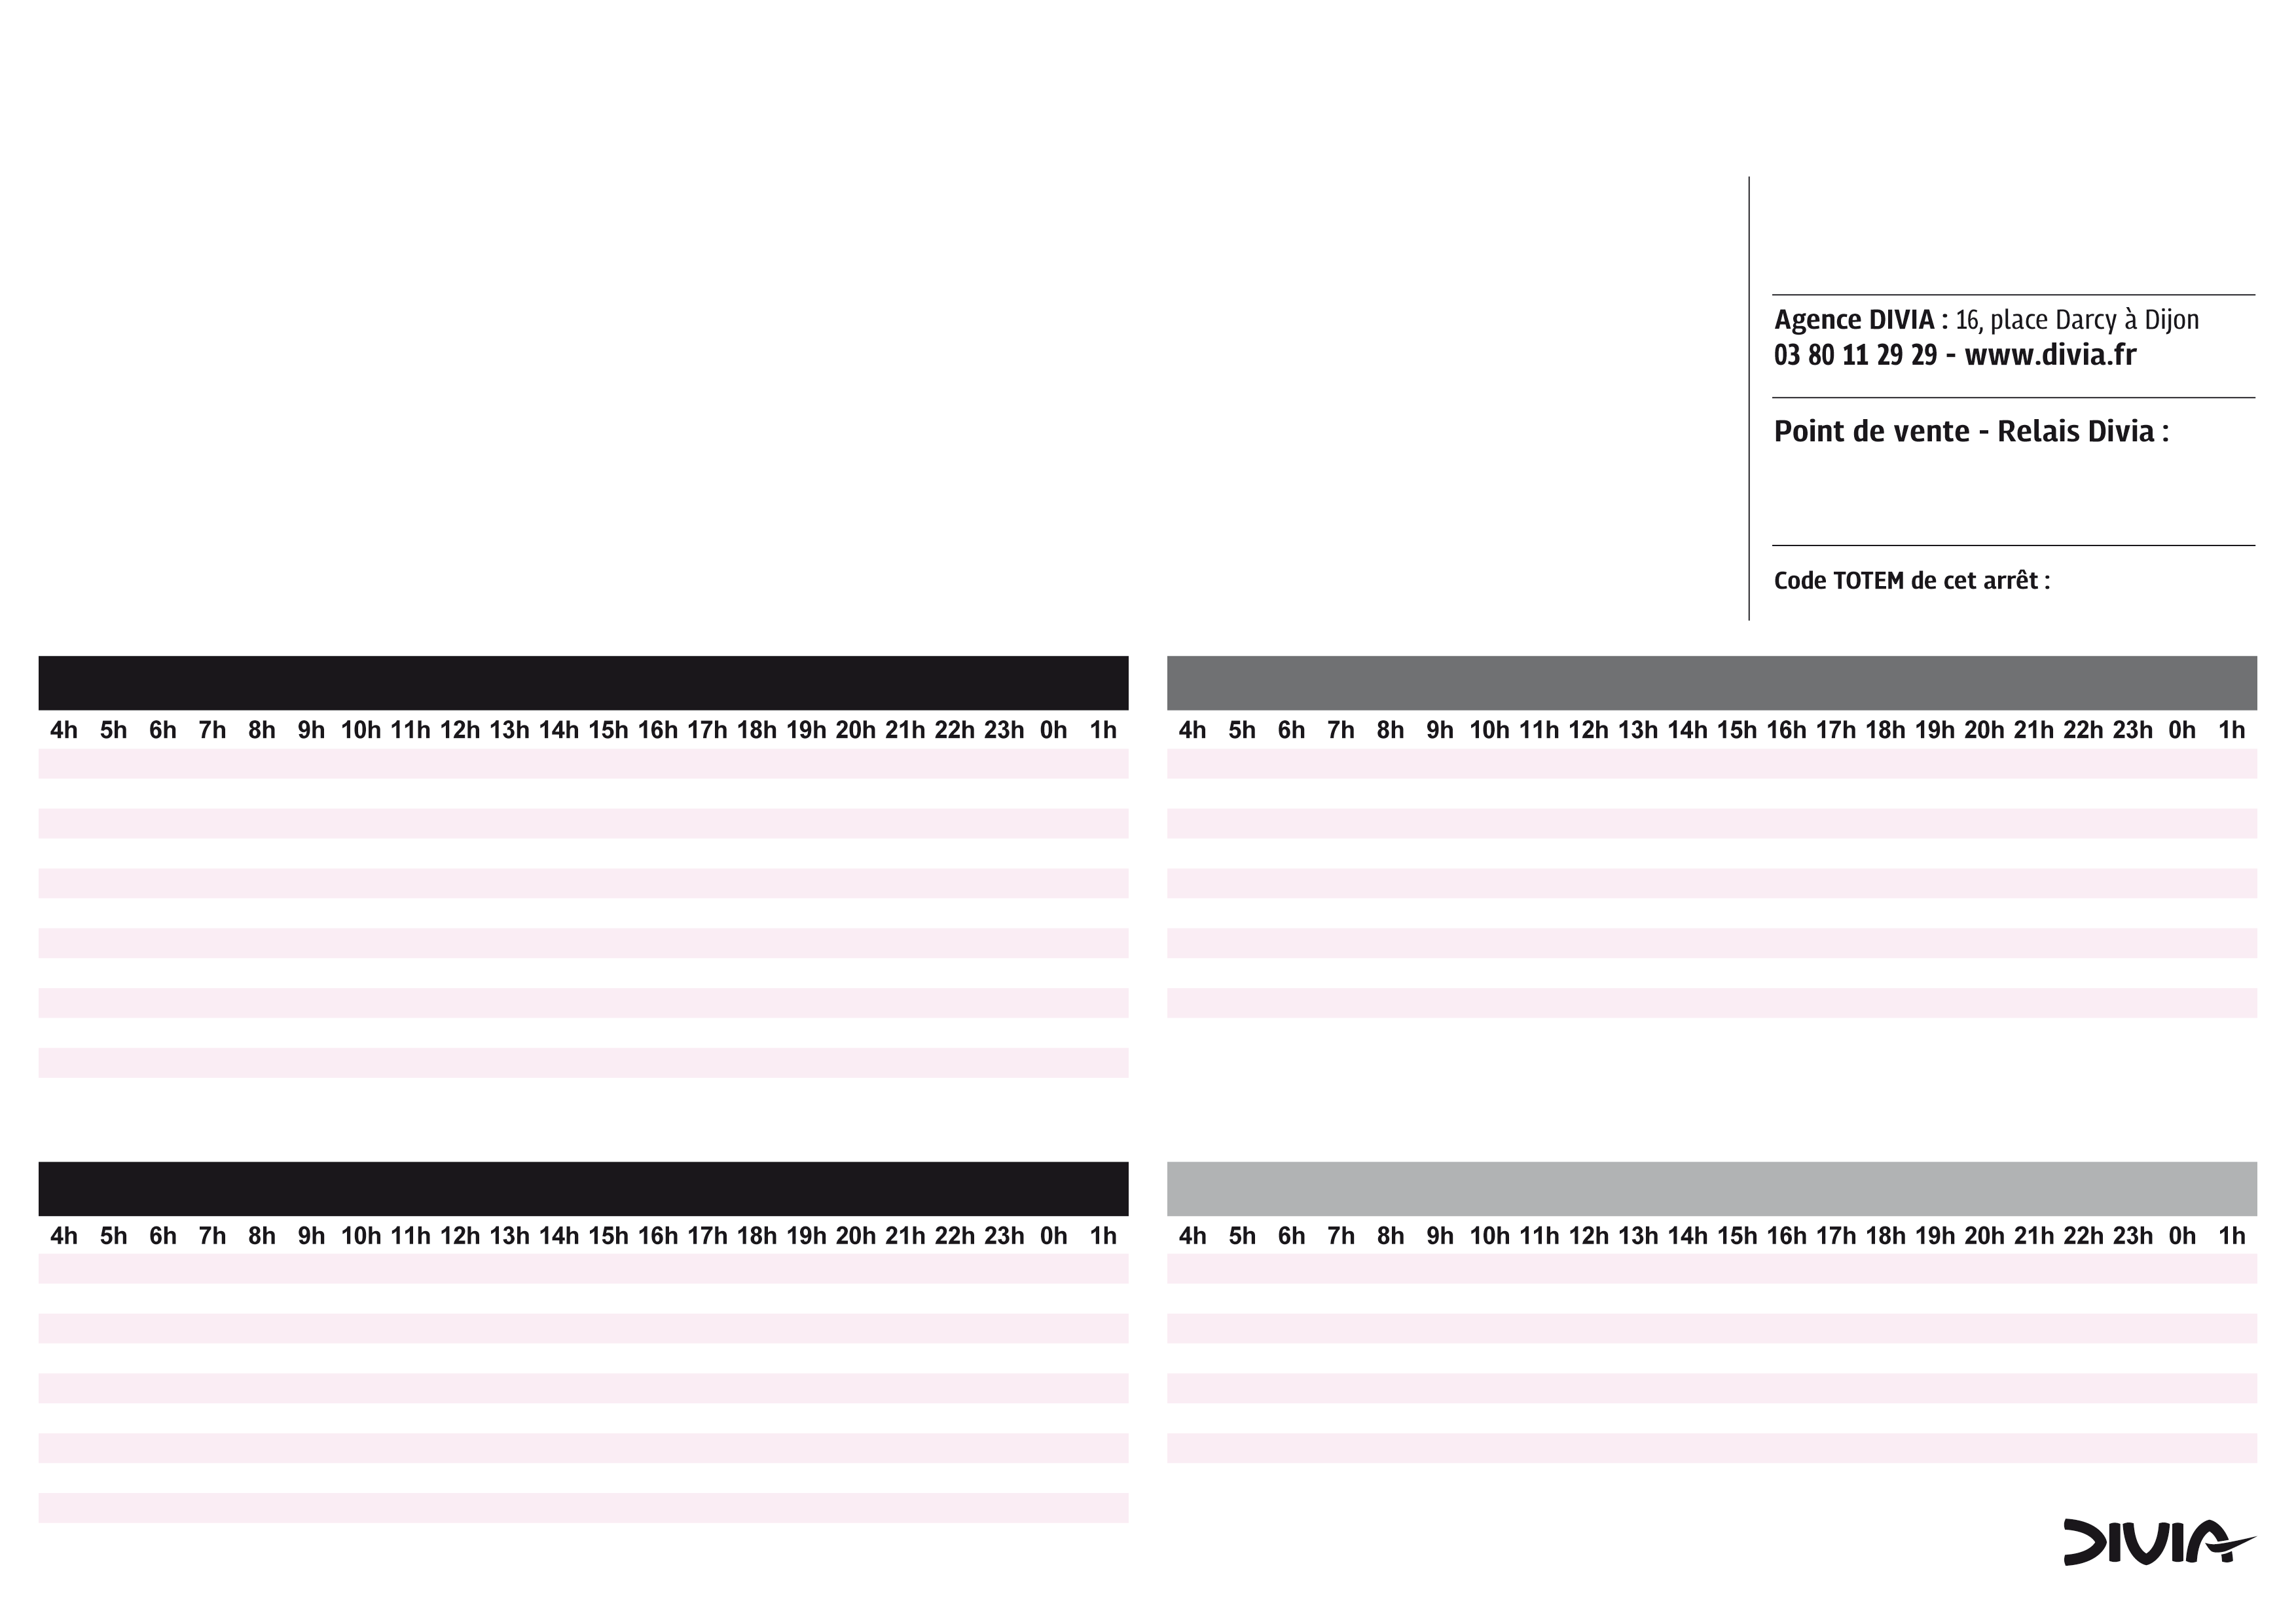 Agence DIVIA : 16, place Darcy à Dijon
03 80 11 29 29 - www.divia.fr
Point de vente - Relais Divia :
Code TOTEM de cet arrêt :
4h 5h 6h 7h 8h 9h 10h 11h 12h 13h 14h 15h 16h 17h 18h 19h 20h 21h 22h 23h 0h 1h
4h 5h 6h 7h 8h 9h 10h 11h 12h 13h 14h 15h 16h 17h 18h 19h 20h 21h 22h 23h 0h 1h
4h 5h 6h 7h 8h 9h 10h 11h 12h 13h 14h 15h 16h 17h 18h 19h 20h 21h 22h 23h 0h 1h
4h 5h 6h 7h 8h 9h 10h 11h 12h 13h 14h 15h 16h 17h 18h 19h 20h 21h 22h 23h 0h 1h
DIVIA